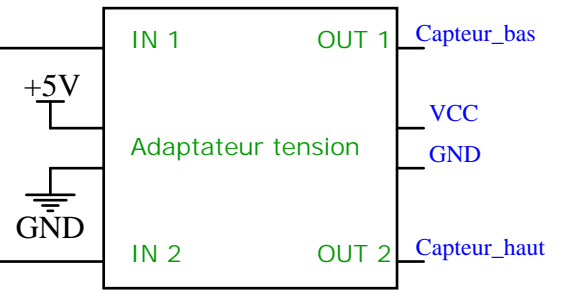 IN 1 OUT 1 Capteur_bas
+5V
VCC
Adaptateur tension
GND
GND
IN 2 OUT 2 Capteur_haut